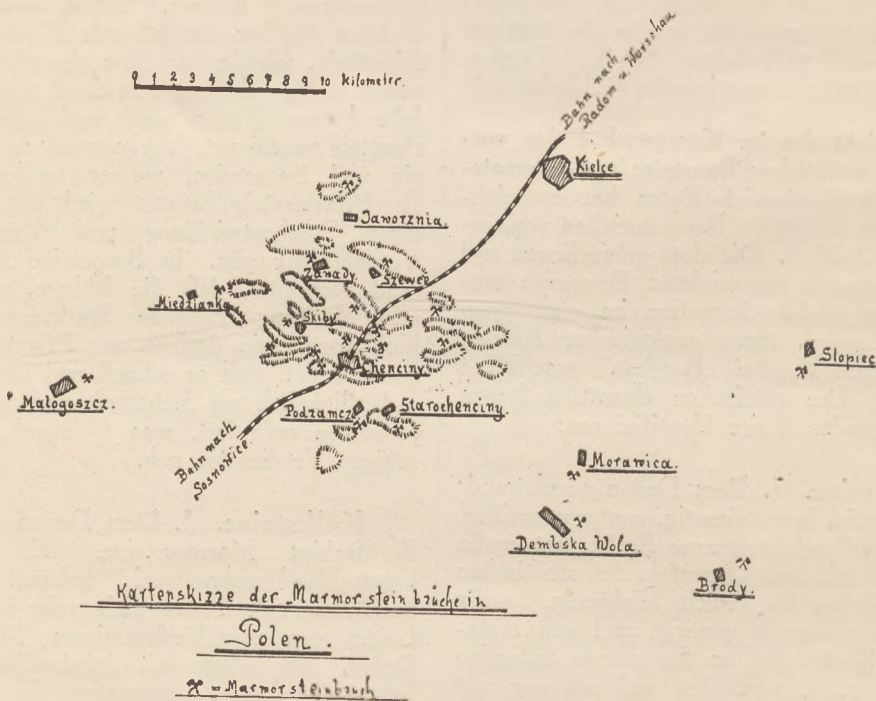 0 1 2 3 4 5 6 7 8 9 10 Kilometer.
Bahn nach
Radom u. Warschau
Kielce
Jaworznia.
Zanady.
Szewce
Miedzianka
Skiby
Chenciny.
Slopiec
Małogoszcz.
Podzamcz
Starochenciny.
Bahn nach
Sosnowice.
Morawica.
Dembska Wola.
Brody.
Kartenskizze der Marmorsteinbrüche in
Polen.
⚒ = Marmorsteinbruch